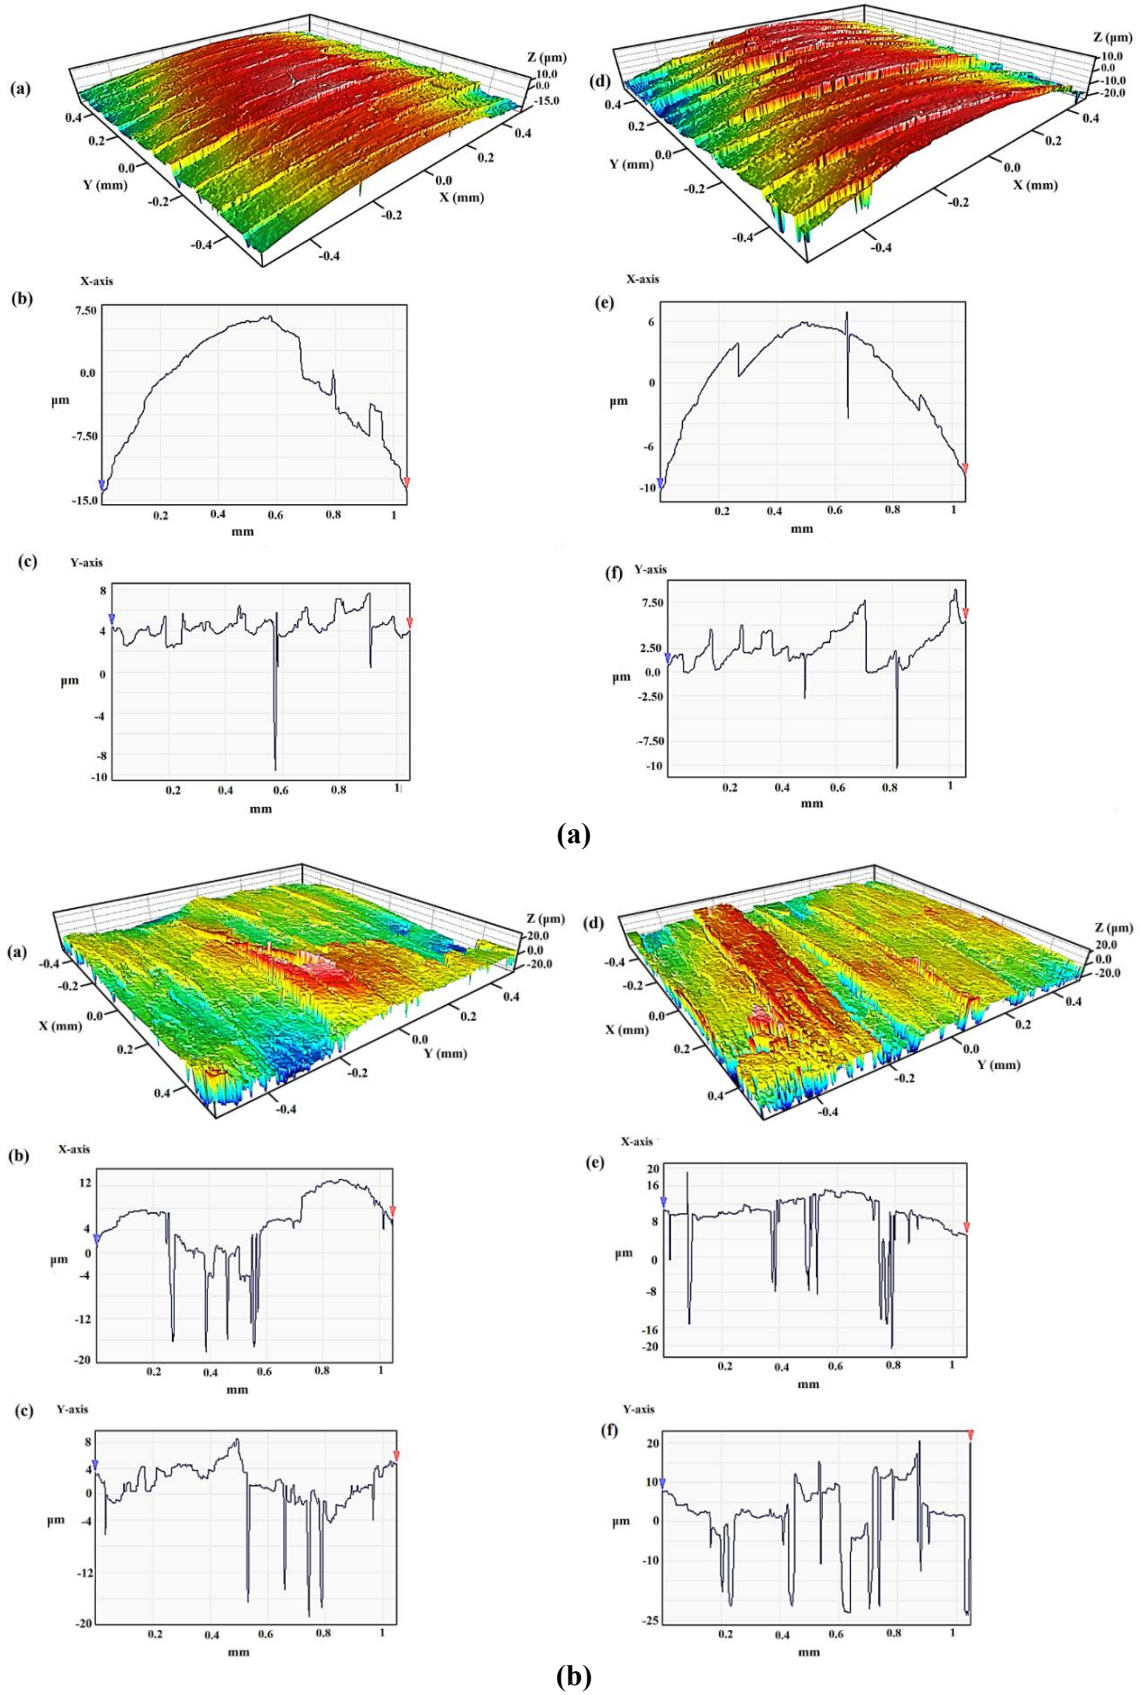 (a)
Z (µm)
10.0
0.0
-15.0
0.4
0.2
0.0
-0.2
-0.4
Y (mm)
0.4
0.2
0.0
-0.2
-0.4
X (mm)
(d)
Z (µm)
10.0
0.0
-10.0
-20.0
0.4
0.2
0.0
-0.2
-0.4
Y (mm)
0.4
0.2
0.0
-0.2
-0.4
X (mm)
(b)
X-axis
7.50
0.0
µm
-7.50
-15.0
0.2 0.4 0.6 0.8 1
mm
(e)
X-axis
6
0
µm
-6
-10
0.2 0.4 0.6 0.8 1
mm
(c)
Y-axis
8
4
0
µm
-4
-8
-10
0.2 0.4 0.6 0.8 1
mm
(f)
Y-axis
7.50
2.50
0.0
µm
-2.50
-7.50
-10
0.2 0.4 0.6 0.8 1
mm
(a)
(a)
Z (µm)
20.0
0.0
-20.0
-0.4
-0.2
0.0
0.2
0.4
X (mm)
0.4
0.2
0.0
-0.2
-0.4
Y (mm)
(d)
Z (µm)
20.0
0.0
-20.0
-0.4
-0.2
0.0
0.2
0.4
X (mm)
0.4
0.2
0.0
-0.2
-0.4
Y (mm)
(b)
X-axis
12
4
0
µm
-4
-12
-20
0.2 0.4 0.6 0.8 1
mm
(e)
X-axis
20
16
8
µm
0
-8
-16
-20
0.2 0.4 0.6 0.8 1
mm
(c)
Y-axis
8
4
0
µm
-4
-12
-20
0.2 0.4 0.6 0.8 1
mm
(f)
Y-axis
20
10
µm
0
-10
-25
0.2 0.4 0.6 0.8 1
mm
(b)